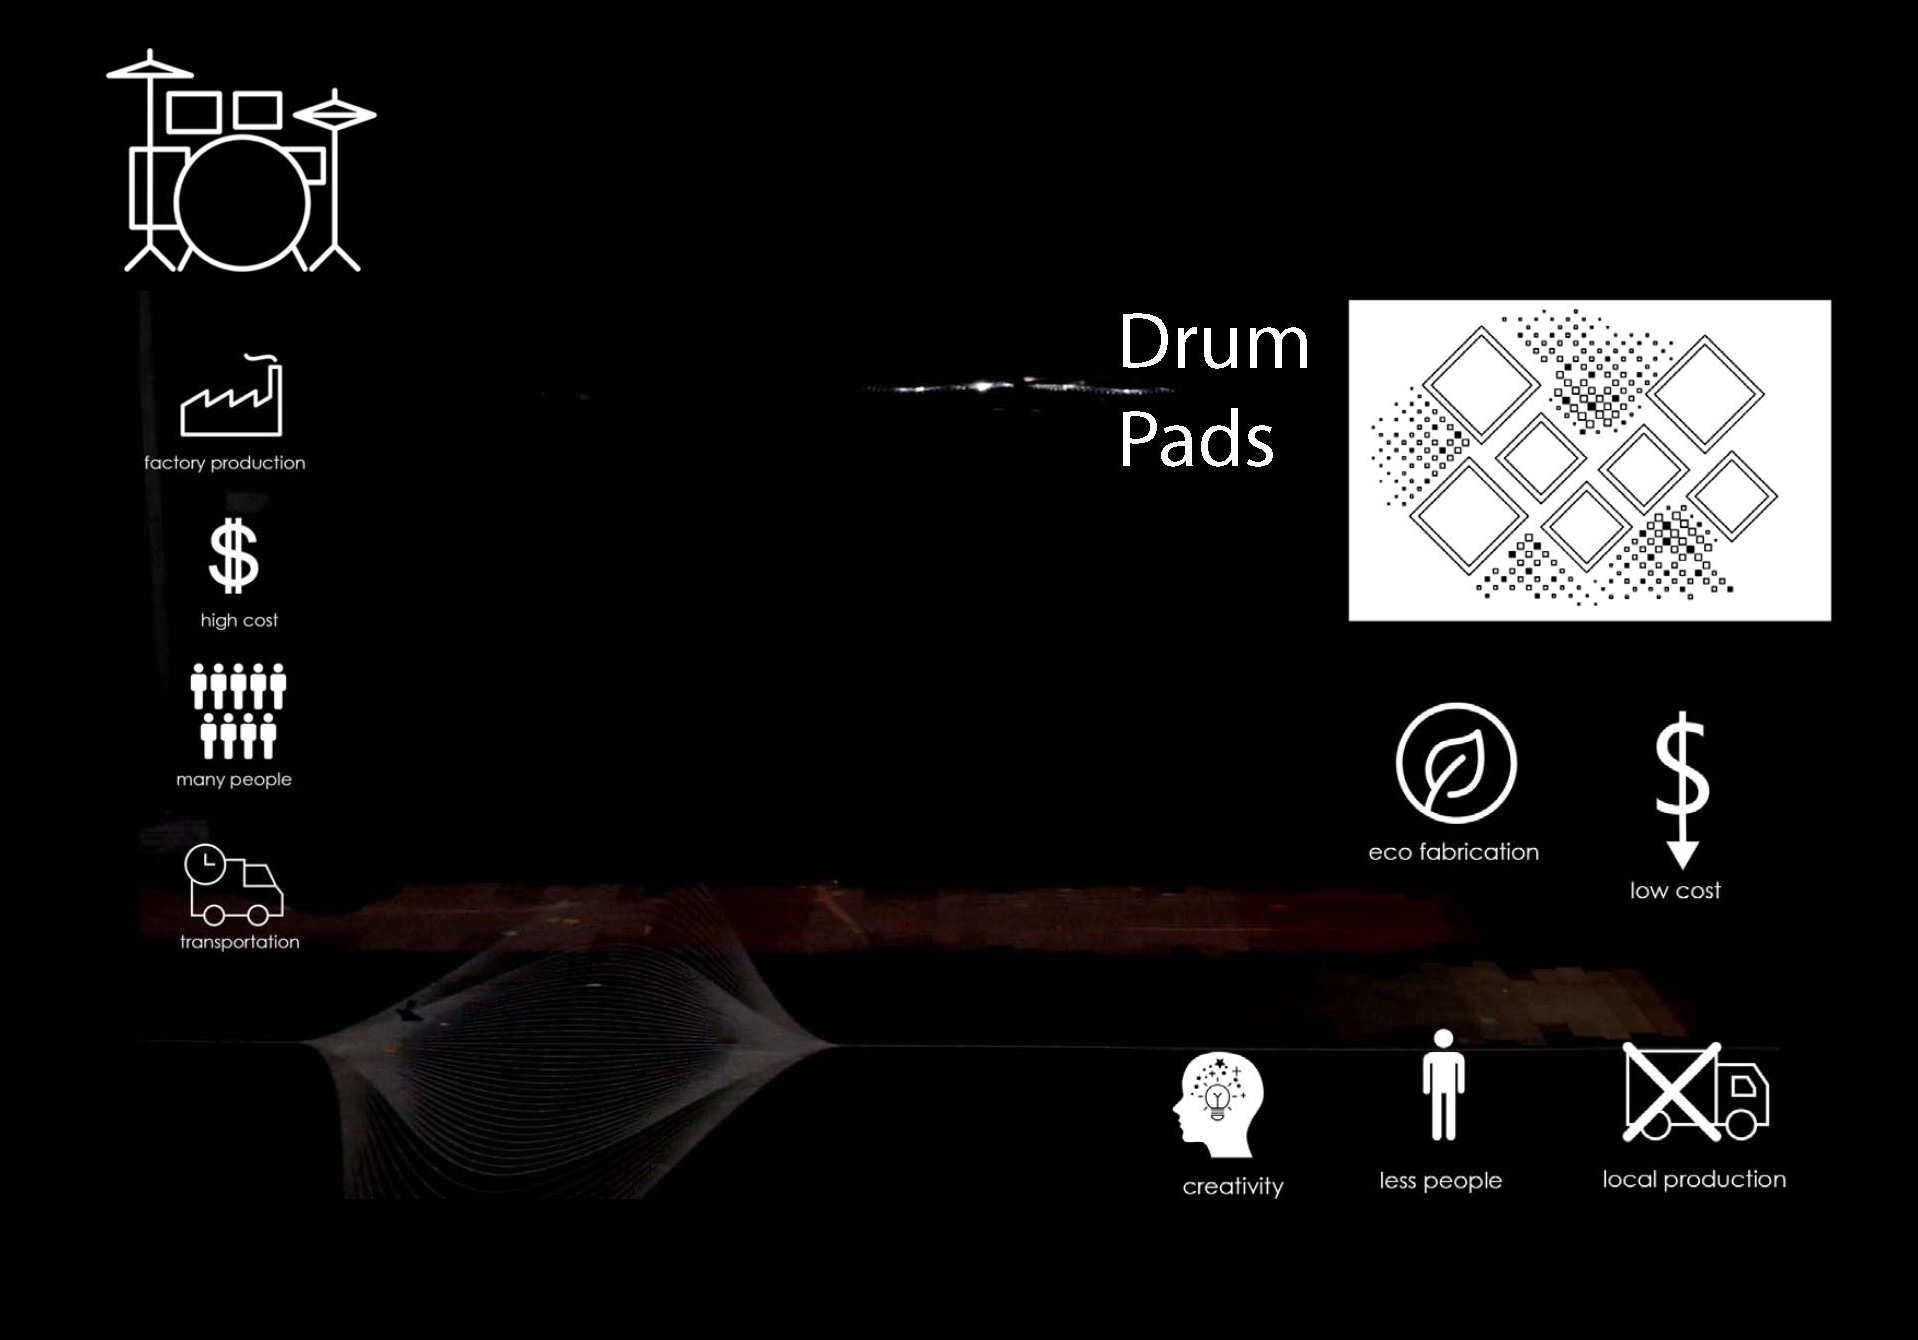 Drum
Pads
factory production
$
high cost
many people
transportation
eco fabrication
$
low cost
creativity
less people
local production